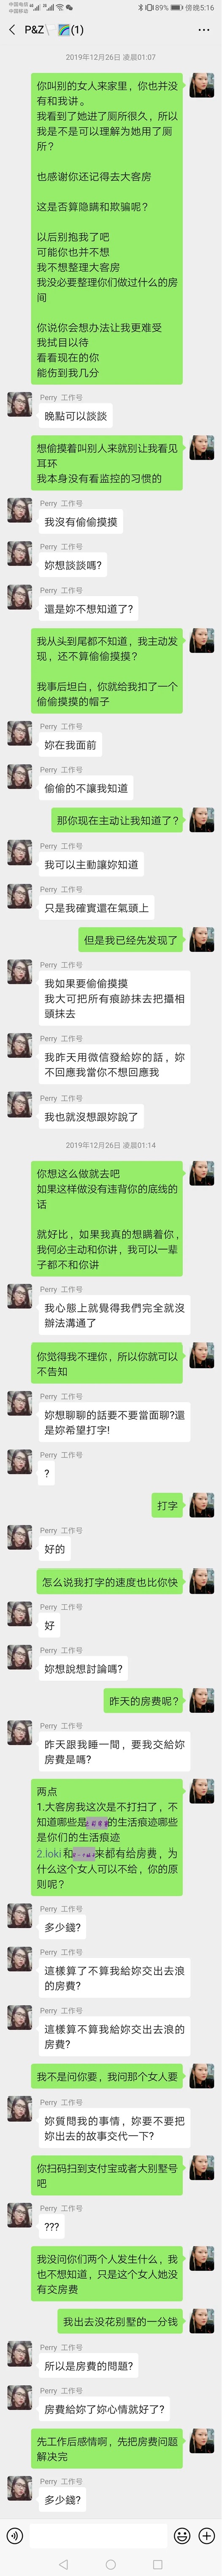 中国电信
中国移动
89%
傍晚5:16
P&Z
(1)
2019年12月26日 凌晨01:07
你叫别的女人来家里，你也并没
有和我讲。
我看到了她进了厕所很久，所以
我是不是可以理解为她用了厕
所？
也感谢你还记得去大客房
这是否算隐瞒和欺骗呢？
以后别抱我了吧
可能你也并不想
我不想整理大客房
我没必要整理你们做过什么的房
间
你说你会想办法让我更难受
我拭目以待
看看现在的你
能伤到我几分
Perry 工作号
晚點可以談談
想偷摸着叫别人来就别让我看见
耳环
我本身没有看监控的习惯的
Perry 工作号
我沒有偷偷摸摸
Perry 工作号
妳想談談嗎?
Perry 工作号
還是妳不想知道了?
我从头到尾都不知道，我主动发
现，还不算偷偷摸摸？
我事后坦白，你就给我扣了一个
偷偷摸摸的帽子
Perry 工作号
妳在我面前
Perry 工作号
偷偷的不讓我知道
那你现在主动让我知道了？
Perry 工作号
我可以主動讓妳知道
Perry 工作号
只是我確實還在氣頭上
但是我已经先发现了
Perry 工作号
我如果要偷偷摸摸
我大可把所有痕跡抹去把攝相
頭抹去
Perry 工作号
我昨天用微信發給妳的話，妳
不回應我當你不想回應我
Perry 工作号
我也就沒想跟妳說了
2019年12月26日 凌晨01:14
你想这么做就去吧
如果这样做没有违背你的底线的
话
就好比，如果我真的想瞒着你，
我何必主动和你讲，我可以一辈
子都不和你讲
Perry 工作号
我心態上就覺得我們完全就沒
辦法溝通了
你觉得我不理你，所以你就可以
不告知
Perry 工作号
妳想聊聊的話要不要當面聊?還
是妳希望打字!
Perry 工作号
?
打字
Perry 工作号
好的
怎么说我打字的速度也比你快
Perry 工作号
好
Perry 工作号
妳想說想討論嗎?
昨天的房费呢？
Perry 工作号
昨天跟我睡一間，要我交給妳
房費是嗎?
两点
1.大客房我这次是不打扫了，不
知道哪些是的生活痕迹哪些
是你们的生活痕迹
2.loki和来都有给房费，为
什么这个女人可以不给，你的原
则呢？
Perry 工作号
多少錢?
Perry 工作号
這樣算了不算我給妳交出去浪
的房費?
Perry 工作号
這樣算不算我給妳交出去浪的
房費?
我不是问你要，我问那个女人要
Perry 工作号
妳質問我的事情，妳要不要把
妳出去的故事交代一下?
你扫码扫到支付宝或者大别墅号
吧
Perry 工作号
???
我没问你们两个人发生什么，我
也不想知道，只是这个女人她没
有交房费
我出去没花别墅的一分钱
Perry 工作号
所以是房費的問題?
Perry 工作号
房費給妳了妳心情就好了?
先工作后感情啊，先把房费问题
解决完
Perry 工作号
多少錢?